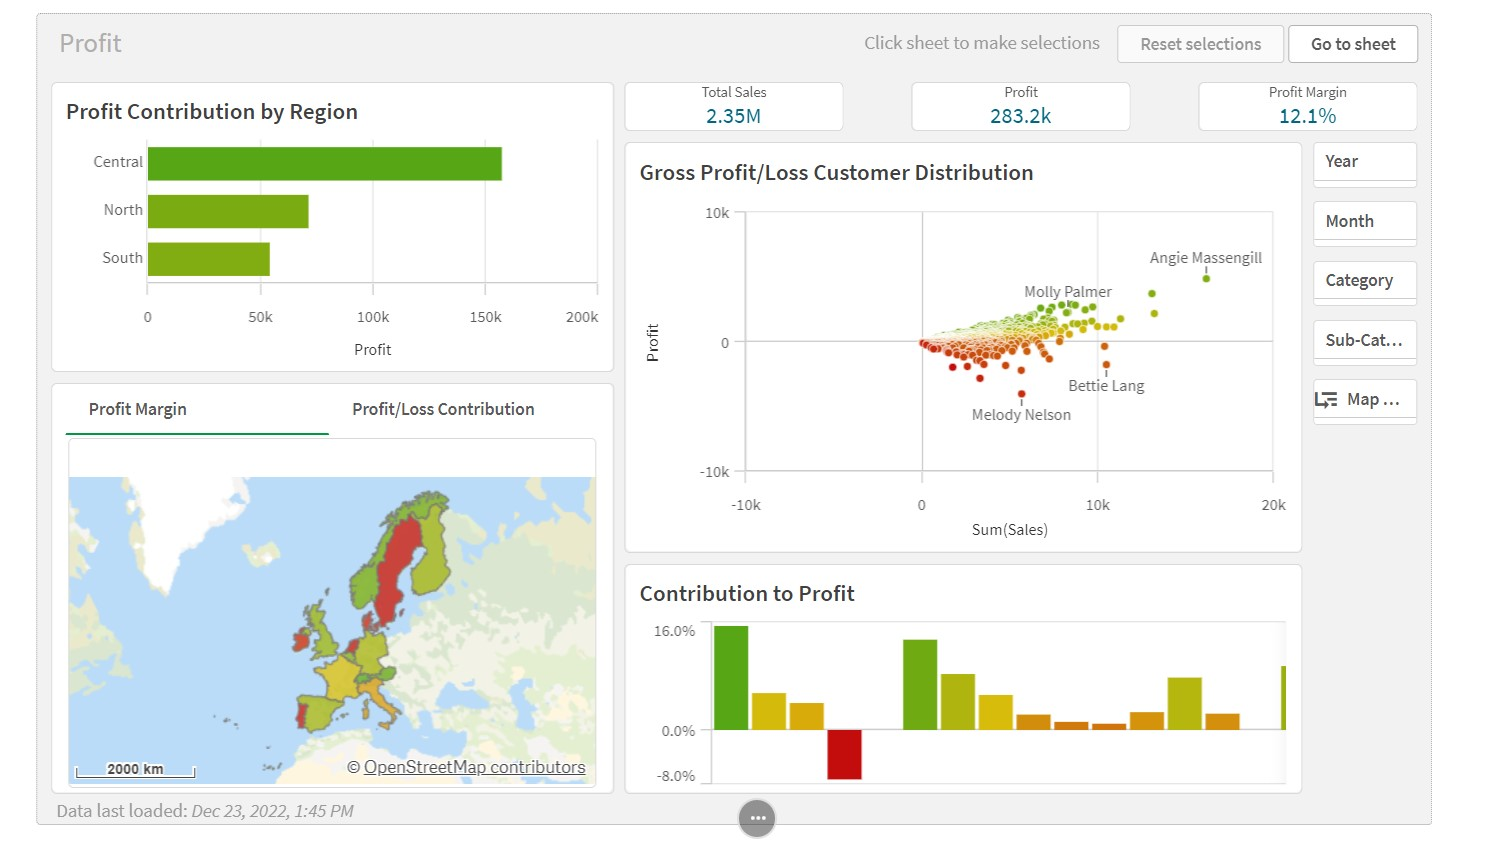 Profit
Click sheet to make selections
Reset selections
Go to sheet
Profit Contribution by Region
Central
North
South
0 50k 100k 150k 200k
Profit
Total Sales
2.35M
Profit
283.2k
Profit Margin
12.1%
Gross Profit/Loss Customer Distribution
10k
0
-10k
Profit
Angie Massengill
Molly Palmer
Bettie Lang
Melody Nelson
-10k 0 10k 20k
Sum(Sales)
Year
Month
Category
Sub-Cat...
Map ...
Profit Margin
Profit/Loss Contribution
2000 km
© OpenStreetMap contributors
Contribution to Profit
16.0%
0.0%
-8.0%
Data last loaded: Dec 23, 2022, 1:45 PM